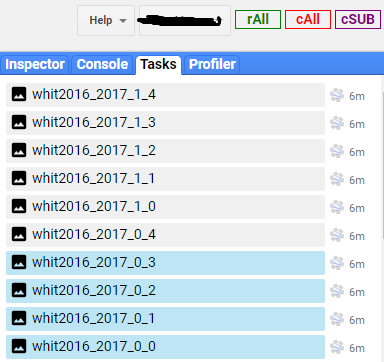 Help rAll cAll cSUB
Inspector Console Tasks Profiler
whit2016_2017_1_4 6m
whit2016_2017_1_3 6m
whit2016_2017_1_2 6m
whit2016_2017_1_1 6m
whit2016_2017_1_0 6m
whit2016_2017_0_4 6m
whit2016_2017_0_3 6m
whit2016_2017_0_2 6m
whit2016_2017_0_1 6m
whit2016_2017_0_0 6m